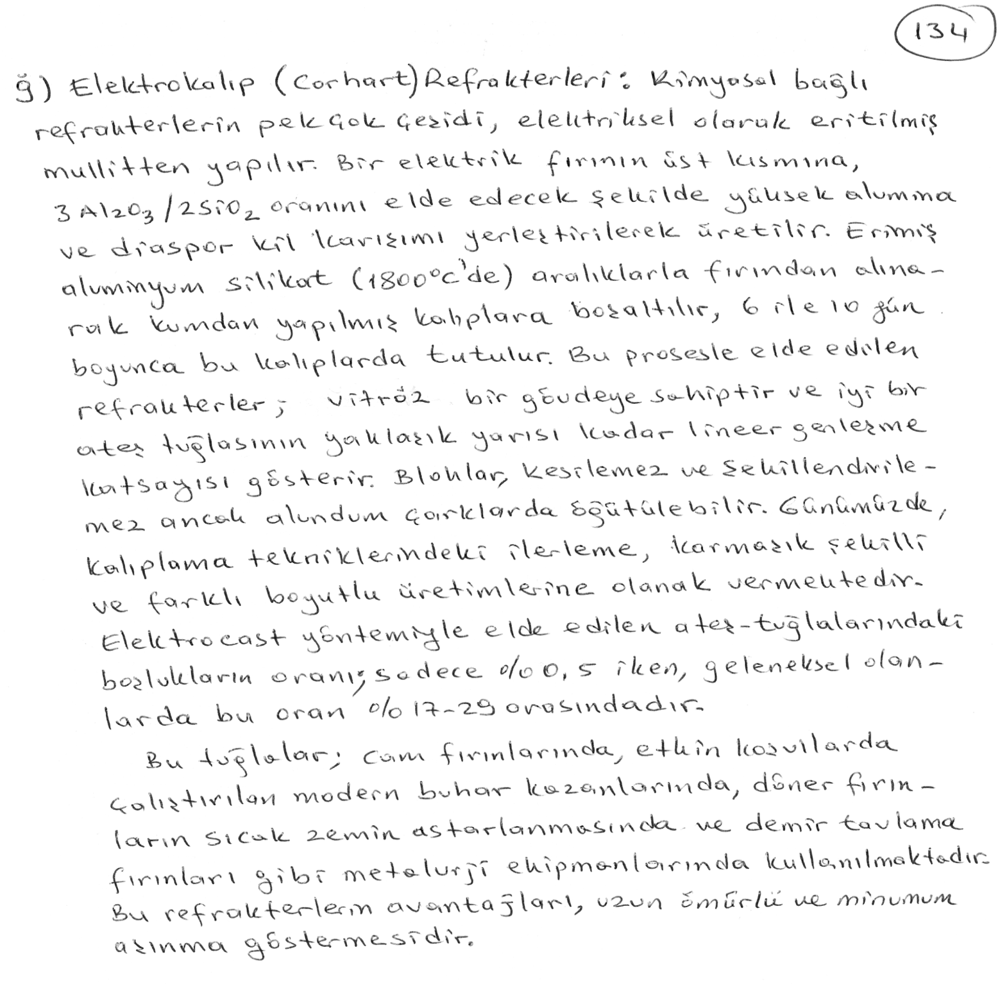 134
ğ) Elektrokalıp (Corhart) Refrakterleri: Kimyasal bağlı
refrakterlerin pek çok çeşidi, elektriksel olarak eritilmiş
mullitten yapılır. Bir elektrik fırının üst kısmına,
3 Al2O3/2SiO2 oranını elde edecek şekilde yüksek alumina
ve diaspor kil karışımı yerleştirilerek üretilir. Erimiş
aluminyum silikat (1800°C'de) aralıklarla fırından alına-
rak kumdan yapılmış kalıplara boşaltılır, 6 ile 10 gün
boyunca bu kalıplarda tutulur. Bu prosesle elde edilen
refrakterler; vitröz bir gövdeye sahiptir ve iyi bir
ateş tuğlasının yaklaşık yarısı kadar lineer genleşme
katsayısı gösterir. Bloklar, kesilemez ve şekillendirile-
mez ancak alundum çarklarda öğütülebilir. Günümüzde,
kalıplama tekniklerindeki ilerleme, karmaşık şekilli
ve farklı boyutlu üretimlerine olanak vermektedir.
Elektrocast yöntemiyle elde edilen ateş-tuğlalarındaki
boşlukların oranı; sadece %0,5 iken, geleneksel olan-
larda bu oran %17-29 arasındadır.
Bu tuğlalar; cam fırınlarında, etkin koşullarda
çalıştırılan modern buhar kazanlarında, döner fırın-
ların sıcak zemin astarlanmasında ve demir tavlama
fırınları gibi metalurji ekipmanlarında kullanılmaktadır.
Bu refrakterlerin avantajları, uzun ömürlü ve minumum
aşınma göstermesidir.